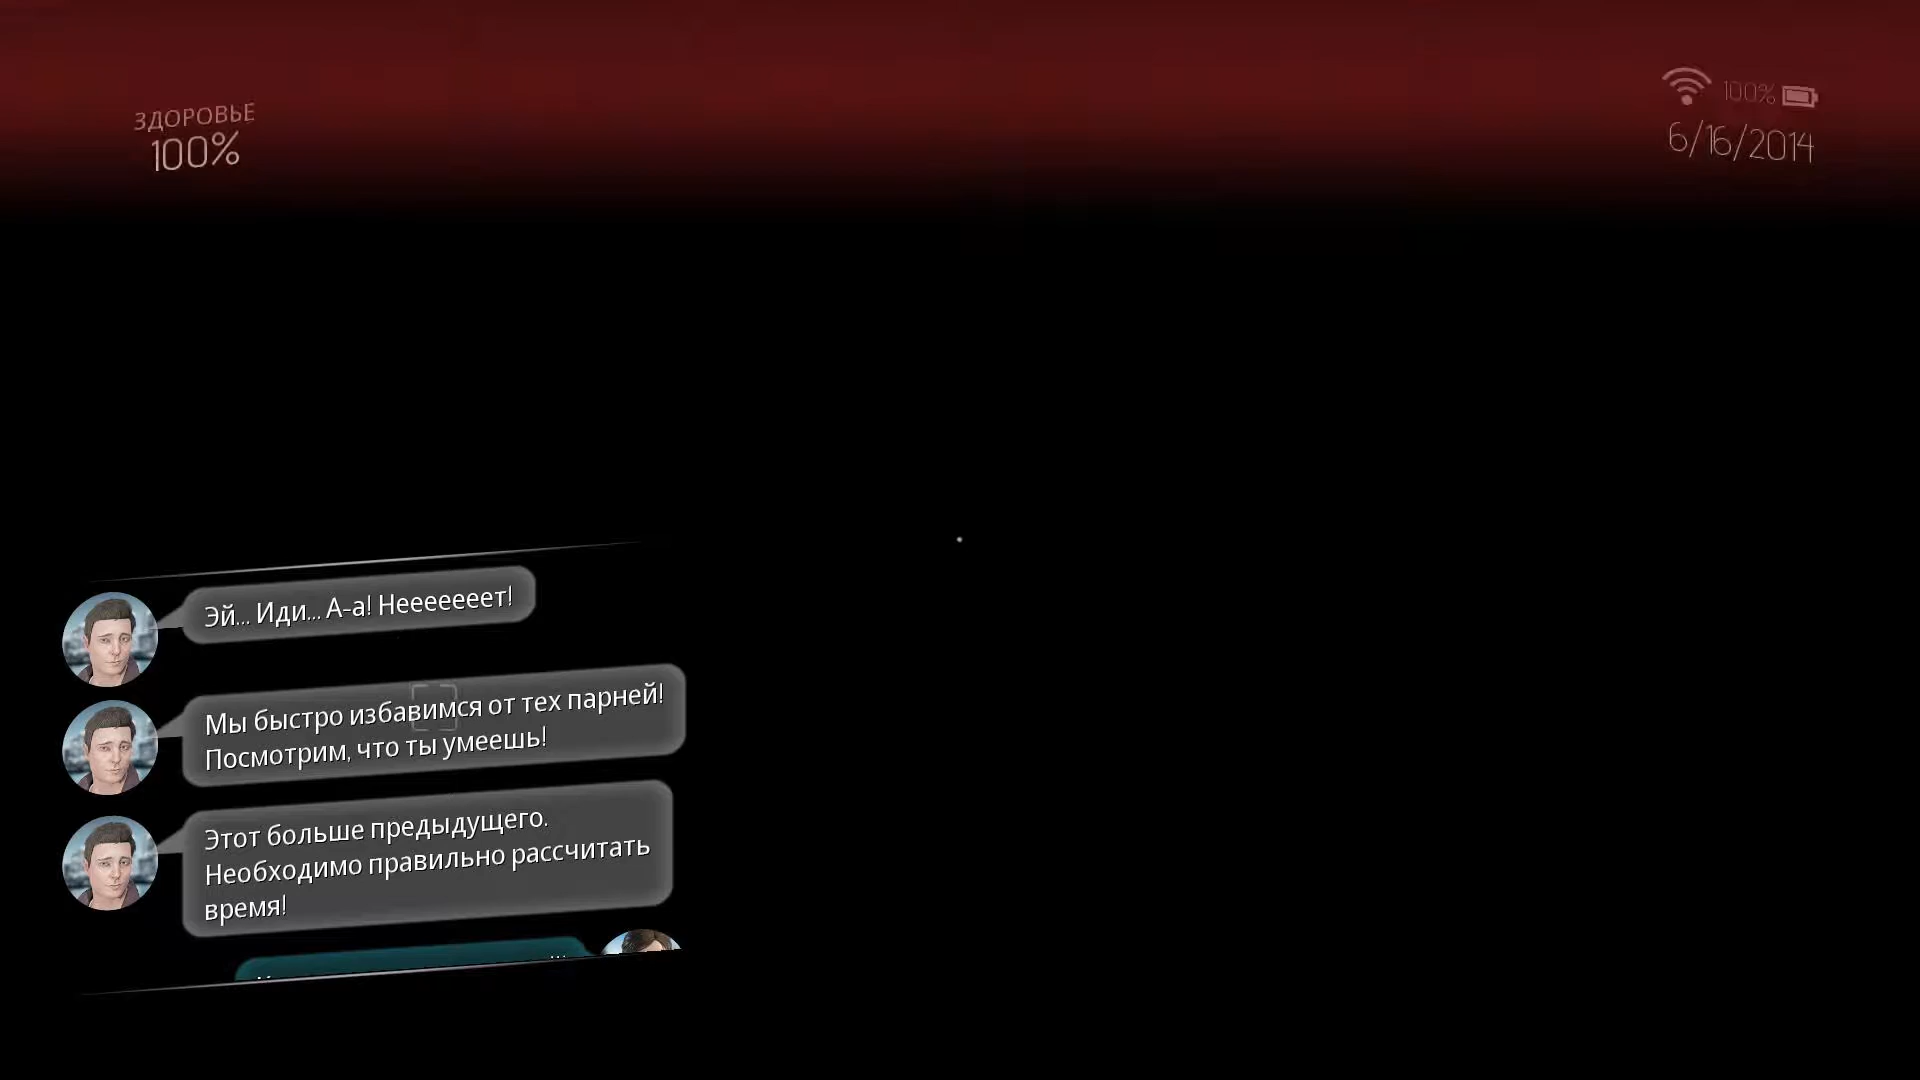 ЗДОРОВЬЕ
100%
100%
6/16/2014
Эй... Иди... А-а! Нееееееет!
Мы быстро избавимся от тех парней!
Посмотрим, что ты умеешь!
Этот больше предыдущего.
Необходимо правильно рассчитать
время!